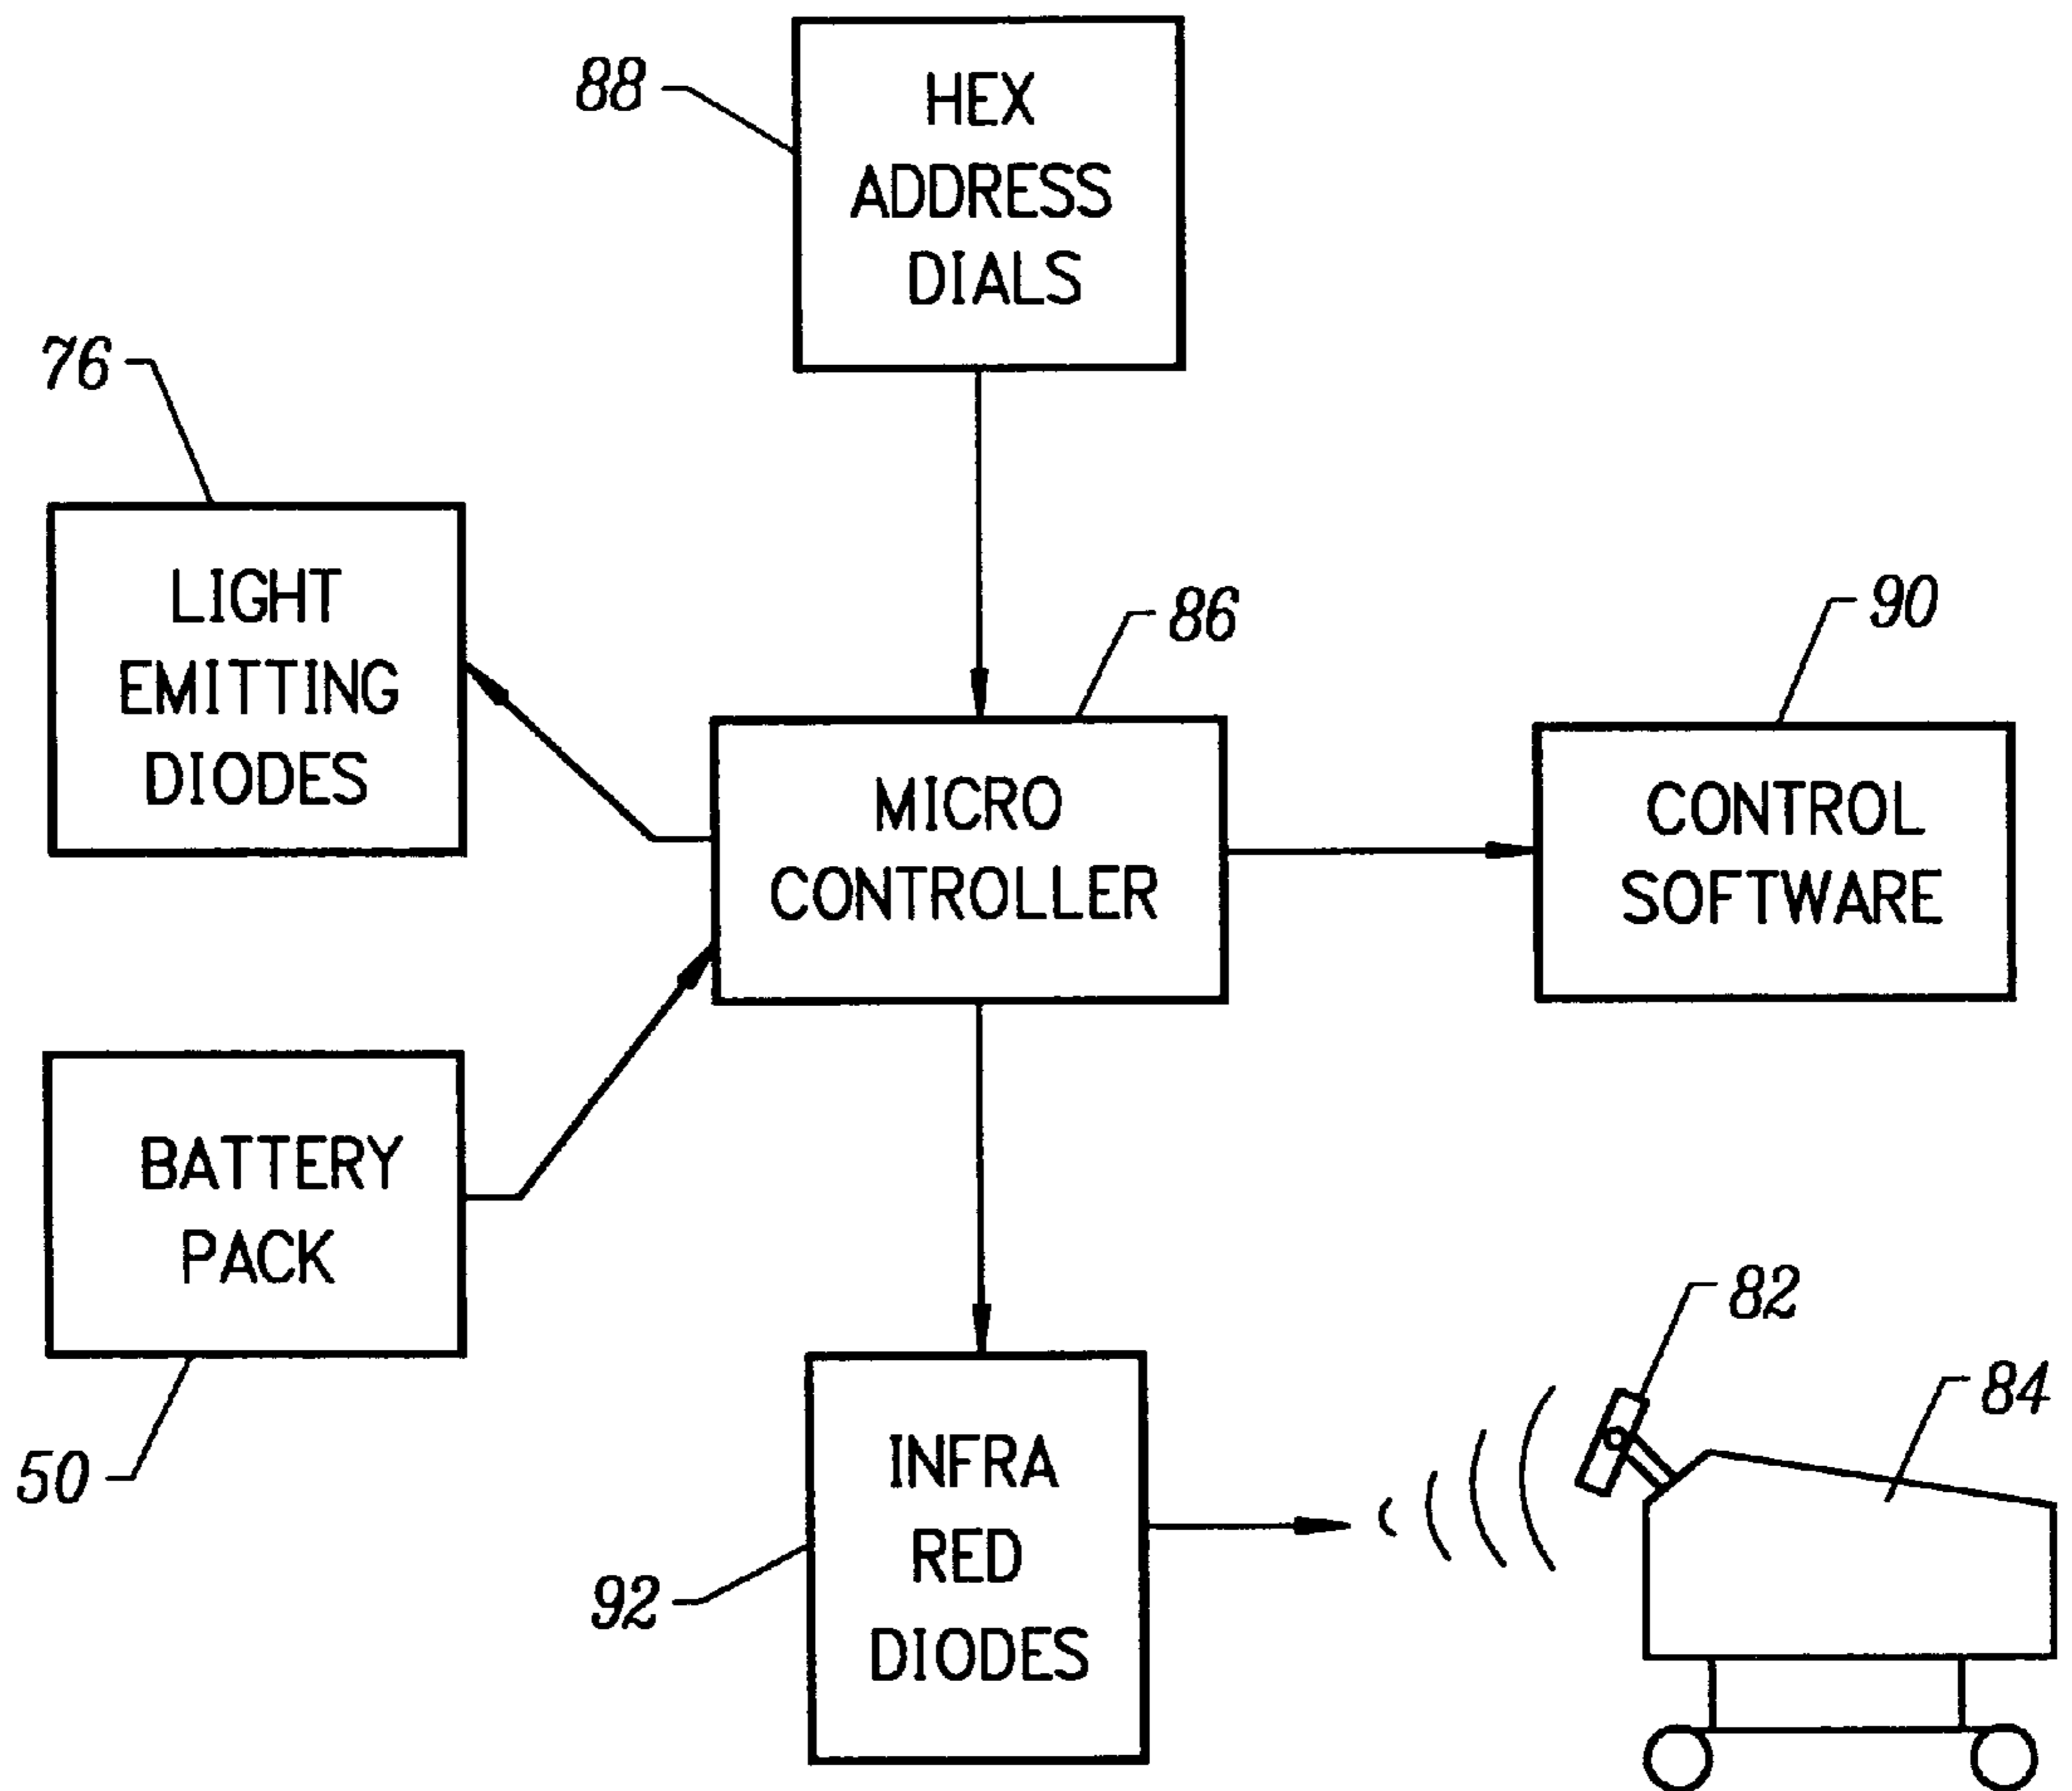 88
HEX
ADDRESS
DIALS
76
LIGHT
EMITTING
DIODES
86
MICRO
CONTROLLER
90
CONTROL
SOFTWARE
BATTERY
PACK
50
INFRA
RED
DIODES
92
82
84